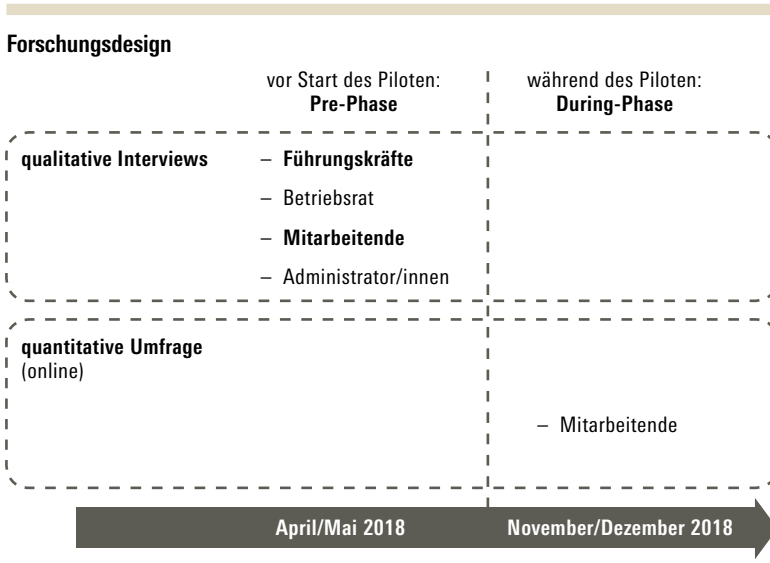 Forschungsdesign
vor Start des Piloten:
Pre-Phase
während des Piloten:
During-Phase
qualitative Interviews
– Führungskräfte
– Betriebsrat
– Mitarbeitende
– Administrator/innen
quantitative Umfrage
(online)
– Mitarbeitende
April/Mai 2018
November/Dezember 2018